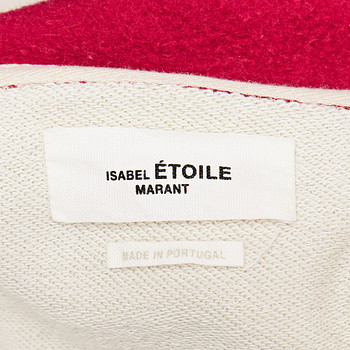 ISABEL ÉTOILE
MARANT
MADE IN PORTUGAL